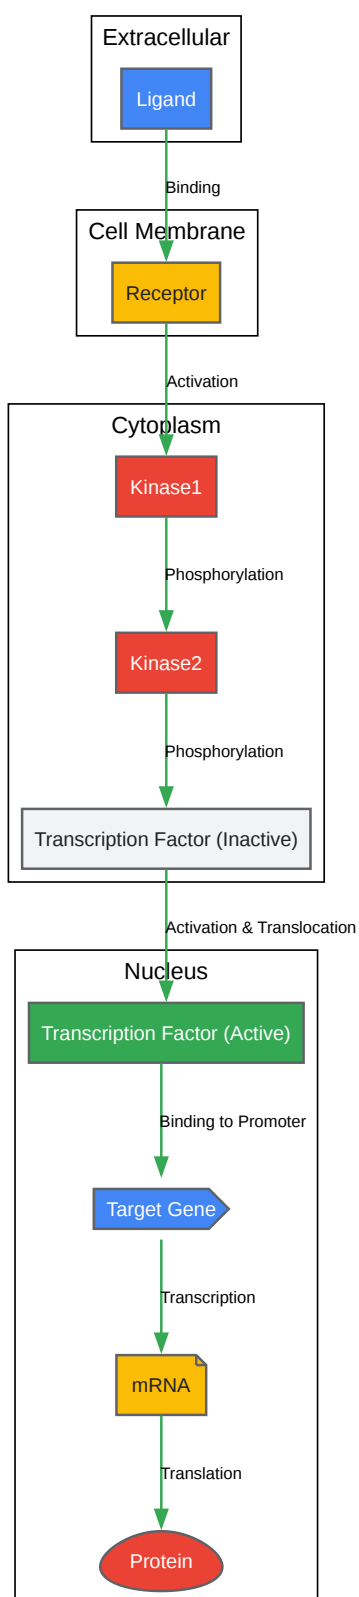 Extracellular
Ligand
Binding
Cell Membrane
Receptor
Activation
Cytoplasm
Kinase1
Phosphorylation
Kinase2
Phosphorylation
Transcription Factor (Inactive)
Activation & Translocation
Nucleus
Transcription Factor (Active)
Binding to Promoter
Target Gene
Transcription
mRNA
Translation
Protein